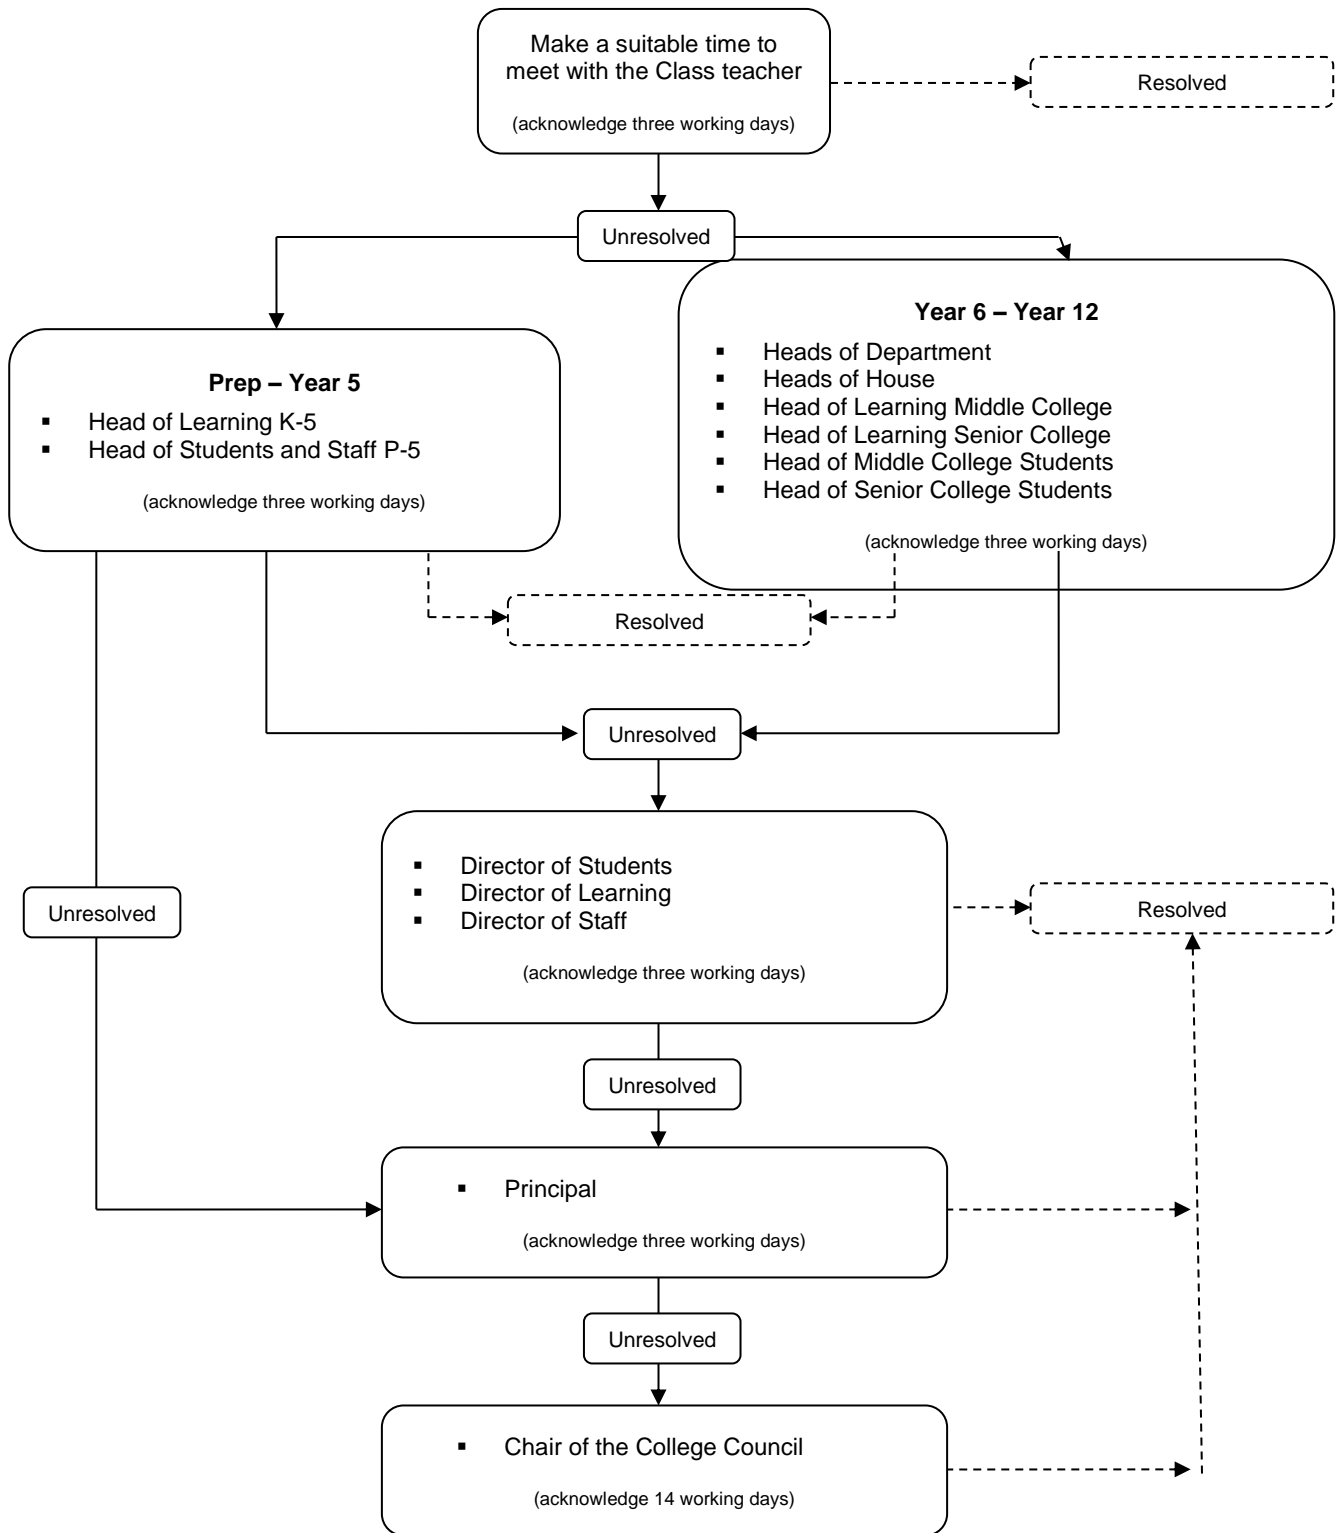 Make a suitable time to
meet with the Class teacher
(acknowledge three working days)
Resolved
Unresolved
Year 6 – Year 12
▪ Heads of Department
▪ Heads of House
▪ Head of Learning Middle College
▪ Head of Learning Senior College
▪ Head of Middle College Students
▪ Head of Senior College Students
(acknowledge three working days)
Prep – Year 5
▪ Head of Learning K-5
▪ Head of Students and Staff P-5
(acknowledge three working days)
Resolved
Unresolved
▪ Director of Students
▪ Director of Learning
▪ Director of Staff
(acknowledge three working days)
Unresolved
Resolved
Unresolved
▪ Principal
(acknowledge three working days)
Unresolved
▪ Chair of the College Council
(acknowledge 14 working days)